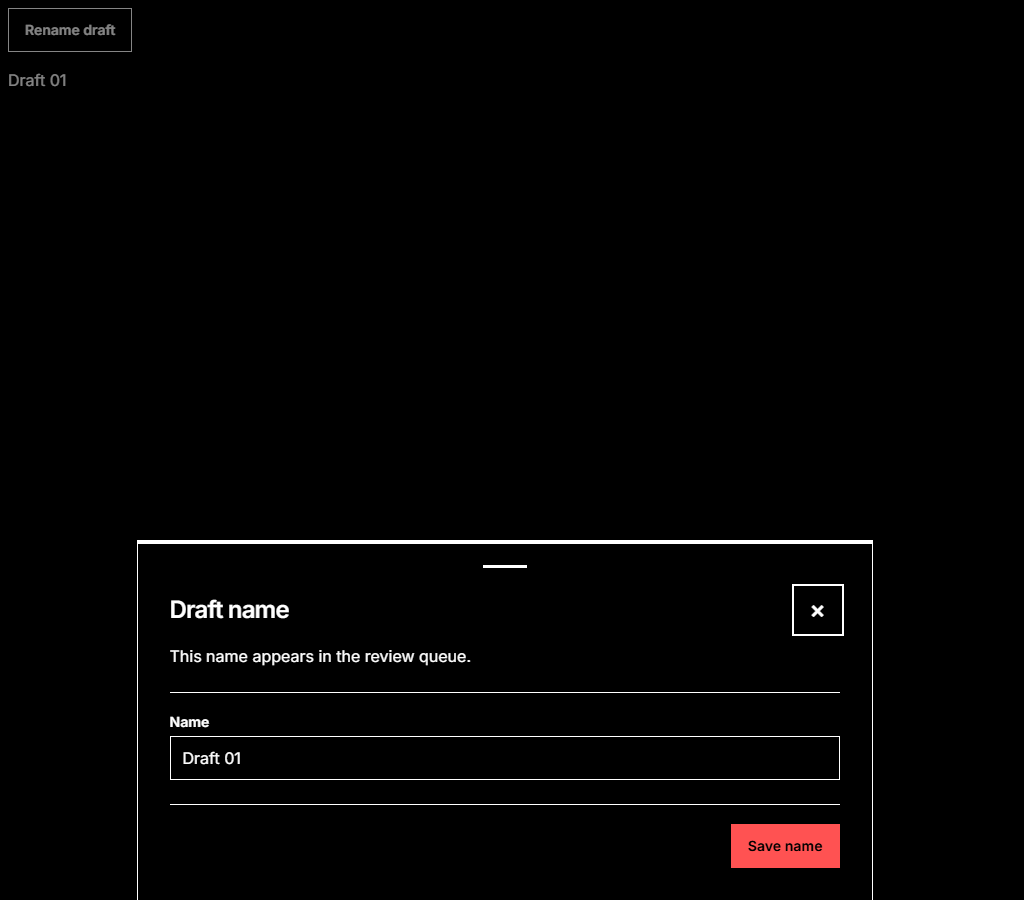 Rename draft
Draft 01
Draft name
×
This name appears in the review queue.
Name
Draft 01
Save name